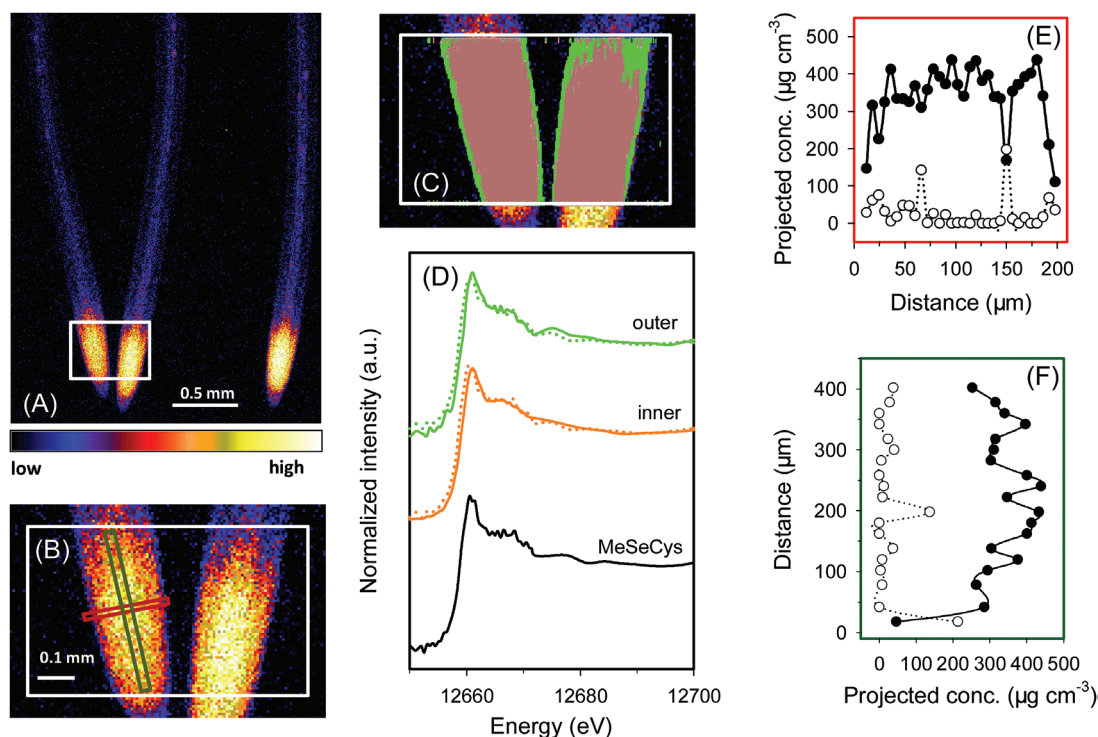 (A)
0.5 mm
low
high
(B)
0.1 mm
(C)
(D)
outer
inner
MeSeCys
Normalized intensity (a.u.)
12660
12680
12700
Energy (eV)
(E)
500
400
300
200
100
0
Projected conc. (µg cm⁻³)
0
50
100
150
200
Distance (µm)
(F)
400
300
200
100
0
Distance (µm)
0
100
200
300
400
500
Projected conc. (µg cm⁻³)